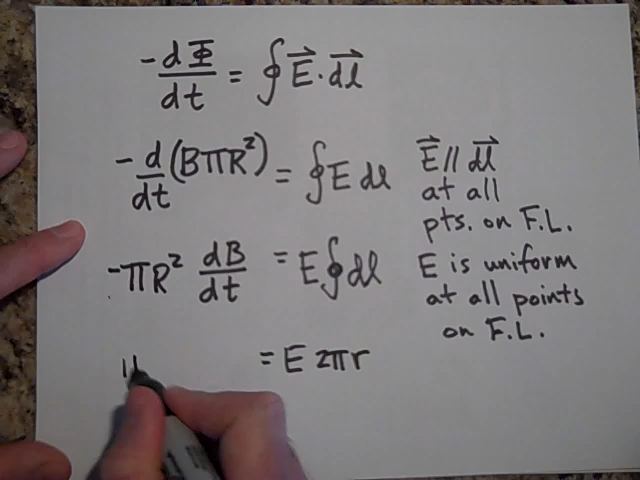 -dΦ/dt = ∮E⃗·dl⃗
-d/dt (BπR²) = ∮E dl
E⃗ // dl⃗
at all
pts. on F.L.
-πR² dB/dt = E∮dl
E is uniform
at all points
on F.L.
= E 2πr